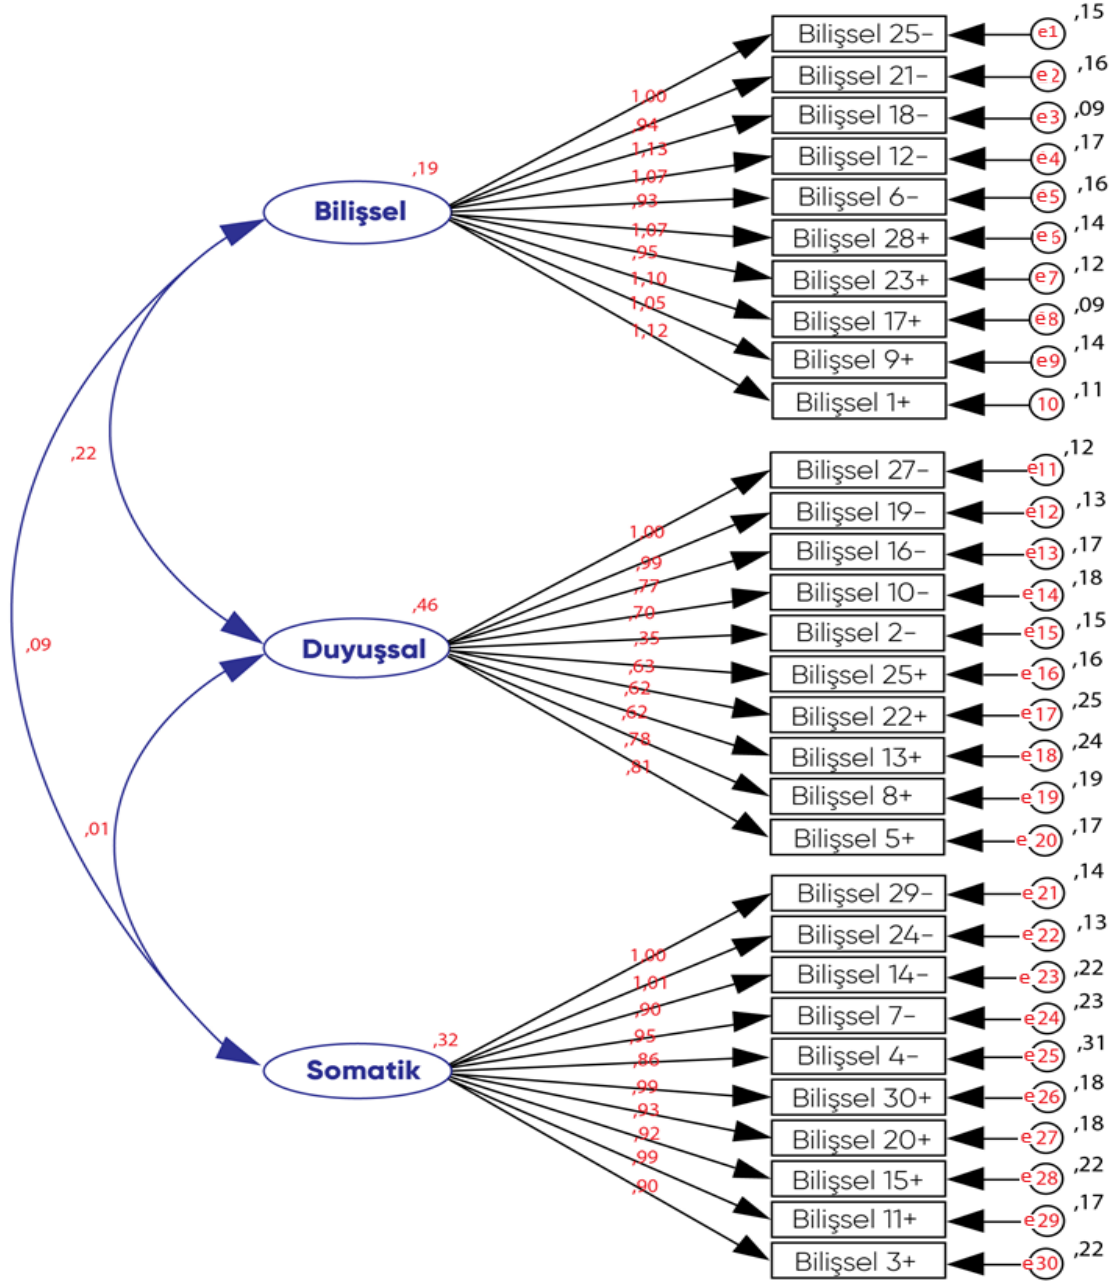 Bilişsel 25- e1 ,15
Bilişsel 21- e2 ,16
Bilişsel 18- e3 ,09
Bilişsel 12- e4 ,17
Bilişsel 6- e5 ,16
Bilişsel 28+ e6 ,14
Bilişsel 23+ e7 ,12
Bilişsel 17+ e8 ,09
Bilişsel 9+ e9 ,14
Bilişsel 1+ 10 ,11
1,00
,94
1,13
1,07
,93
1,07
,95
1,10
1,05
1,12
,19
Bilişsel
,22
Bilişsel 27- e11 ,12
Bilişsel 19- e12 ,13
Bilişsel 16- e13 ,17
Bilişsel 10- e14 ,18
Bilişsel 2- e15 ,15
Bilişsel 25+ e16 ,16
Bilişsel 22+ e17 ,25
Bilişsel 13+ e18 ,24
Bilişsel 8+ e19 ,19
Bilişsel 5+ e20 ,17
1,00
,99
,77
,70
,35
,63
,62
,62
,78
,81
,46
Duyuşsal
,09
,01
Bilişsel 29- e21 ,14
Bilişsel 24- e22 ,13
Bilişsel 14- e23 ,22
Bilişsel 7- e24 ,23
Bilişsel 4- e25 ,31
Bilişsel 30+ e26 ,18
Bilişsel 20+ e27 ,18
Bilişsel 15+ e28 ,22
Bilişsel 11+ e29 ,17
Bilişsel 3+ e30 ,22
1,00
1,01
,90
,95
,86
,99
,93
,92
,99
,90
,32
Somatik